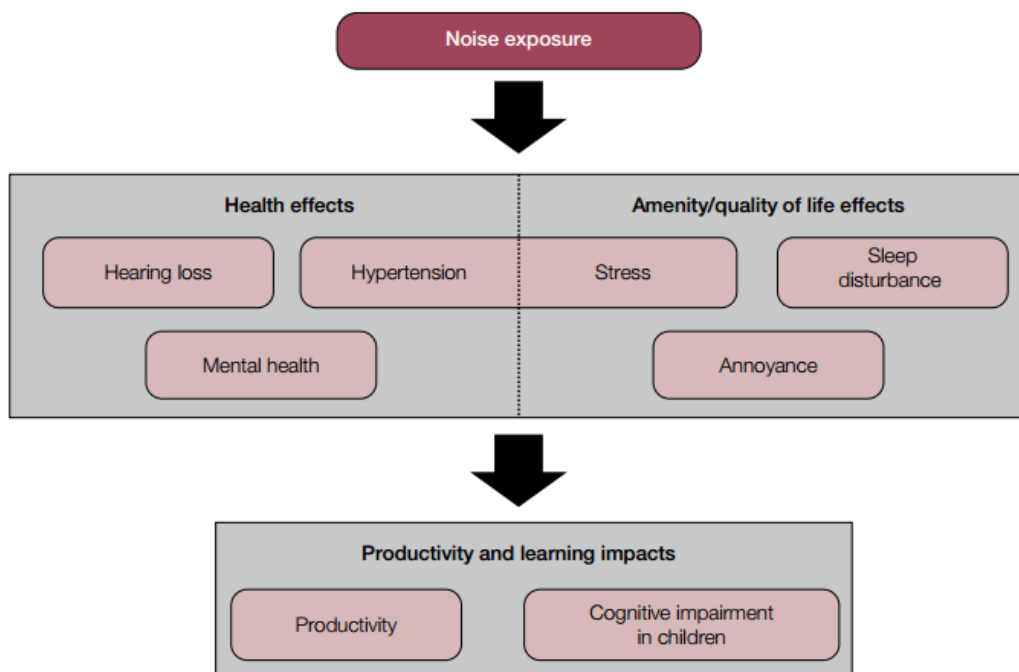 Noise exposure
Health effects
Amenity/quality of life effects
Hearing loss
Hypertension
Stress
Sleep
disturbance
Mental health
Annoyance
Productivity and learning impacts
Productivity
Cognitive impairment
in children